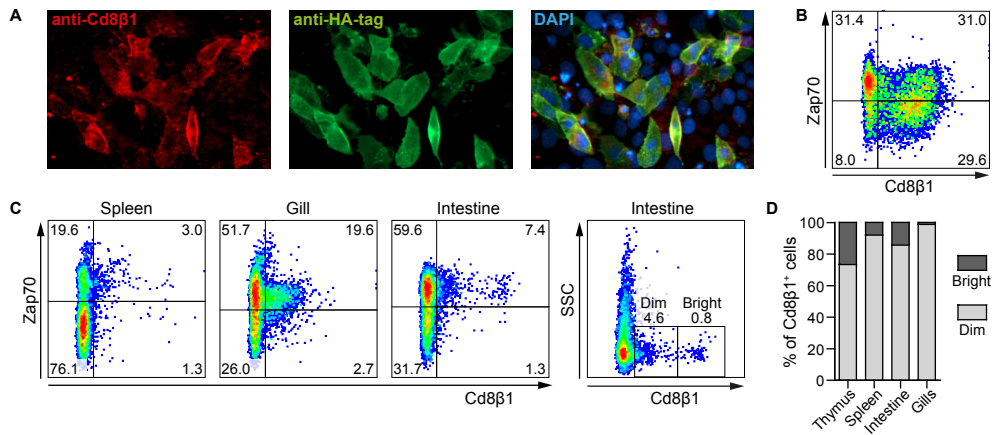 A
anti-Cd8β1
anti-HA-tag
DAPI
B
31.4 31.0
Zap70
8.0 29.6
Cd8β1
C
Spleen Gill Intestine Intestine
19.6 3.0 51.7 19.6 59.6 7.4
Zap70
76.1 1.3 26.0 2.7 31.7 1.3
Cd8β1
SSC
Dim Bright
4.6 0.8
Cd8β1
D
% of Cd8β1⁺ cells
100
80
60
40
20
0
Thymus
Spleen
Intestine
Gills
Bright
Dim